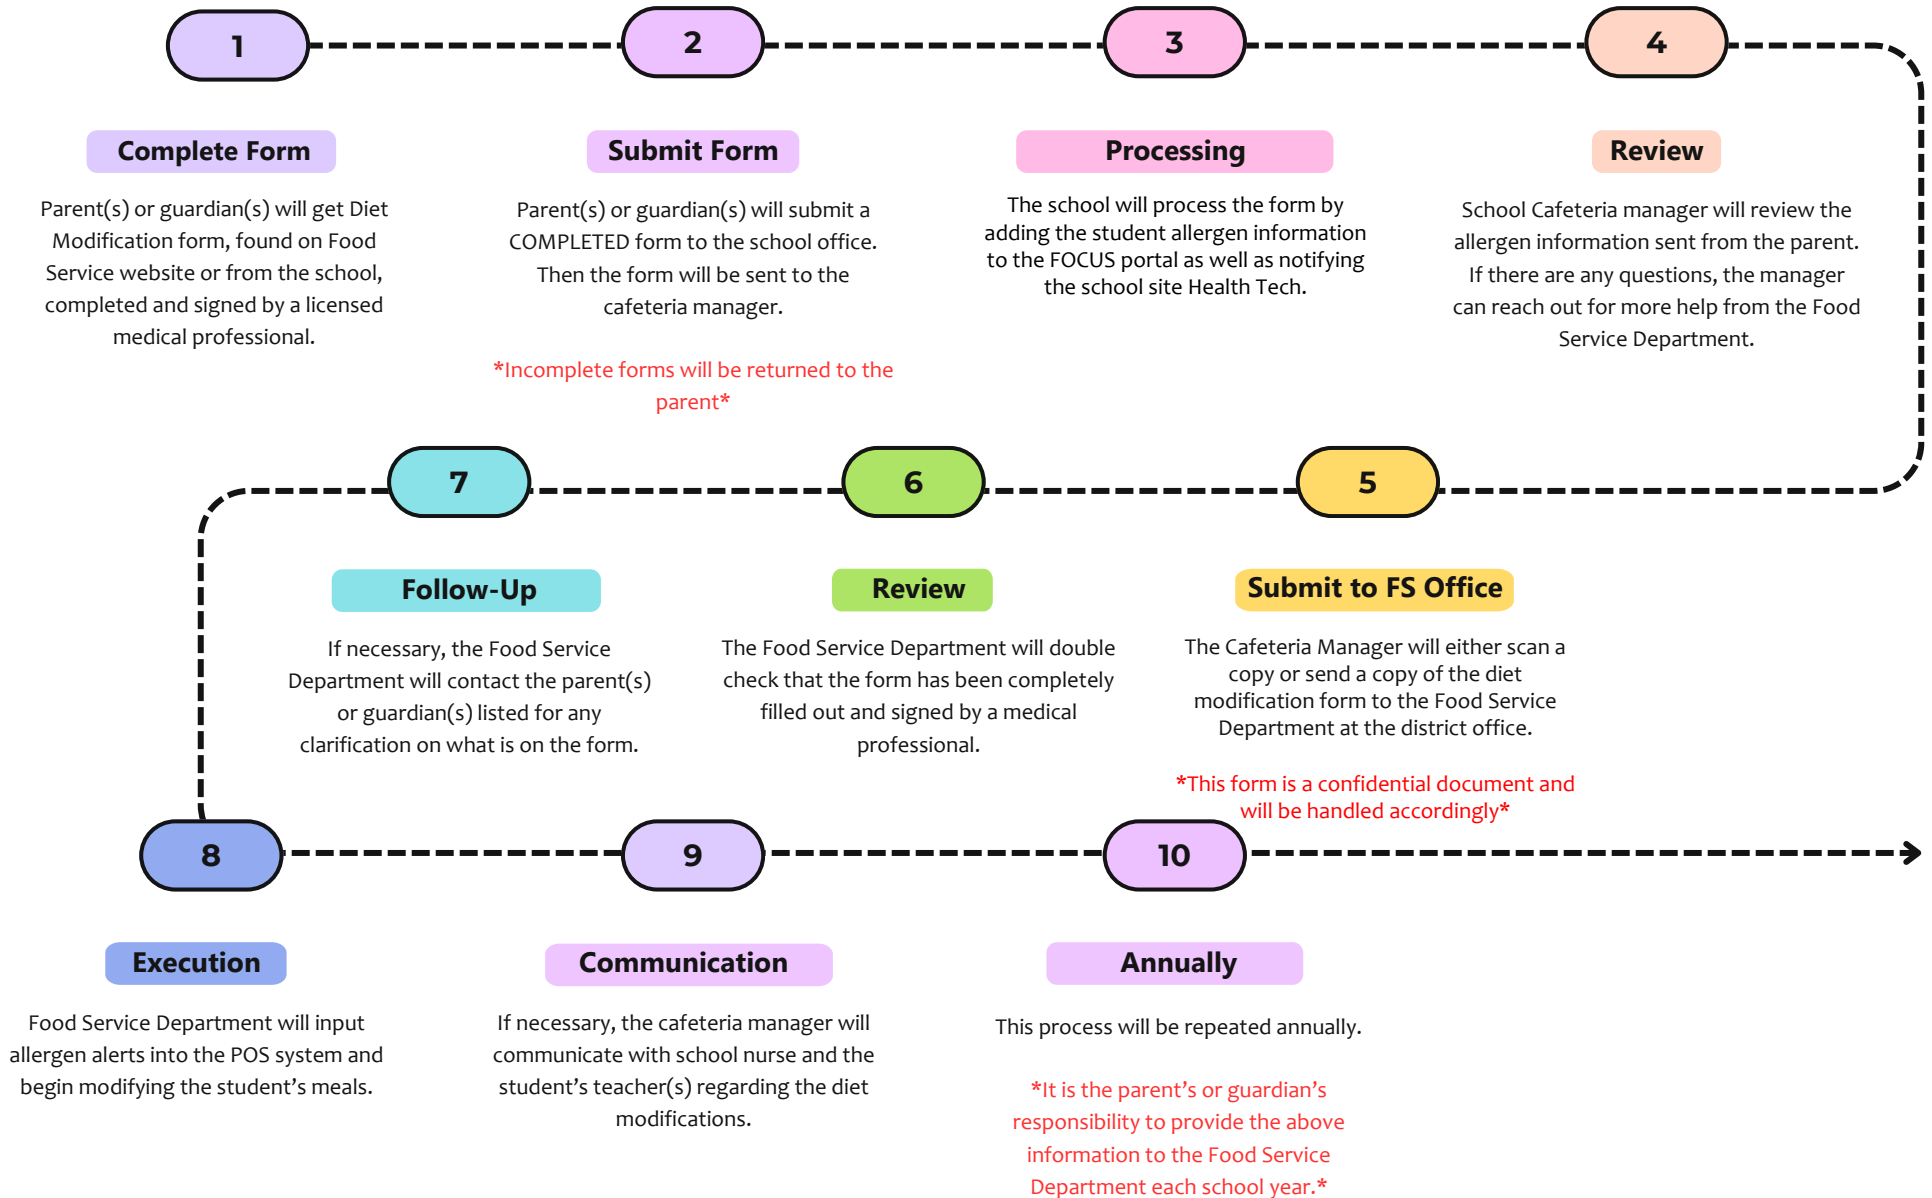 1
2
3
4
Complete Form
Parent(s) or guardian(s) will get Diet
Modification form, found on Food
Service website or from the school,
completed and signed by a licensed
medical professional.
Submit Form
Parent(s) or guardian(s) will submit a
COMPLETED form to the school office.
Then the form will be sent to the
cafeteria manager.
*Incomplete forms will be returned to the
parent*
Processing
The school will process the form by
adding the student allergen information
to the FOCUS portal as well as notifying
the school site Health Tech.
Review
School Cafeteria manager will review the
allergen information sent from the parent.
If there are any questions, the manager
can reach out for more help from the Food
Service Department.
5
Submit to FS Office
The Cafeteria Manager will either scan a
copy or send a copy of the diet
modification form to the Food Service
Department at the district office.
*This form is a confidential document and
will be handled accordingly*
6
Review
The Food Service Department will double
check that the form has been completely
filled out and signed by a medical
professional.
7
Follow-Up
If necessary, the Food Service
Department will contact the parent(s)
or guardian(s) listed for any
clarification on what is on the form.
8
Execution
Food Service Department will input
allergen alerts into the POS system and
begin modifying the student's meals.
9
Communication
If necessary, the cafeteria manager will
communicate with school nurse and the
student's teacher(s) regarding the diet
modifications.
10
Annually
This process will be repeated annually.
*It is the parent's or guardian's
responsibility to provide the above
information to the Food Service
Department each school year.*